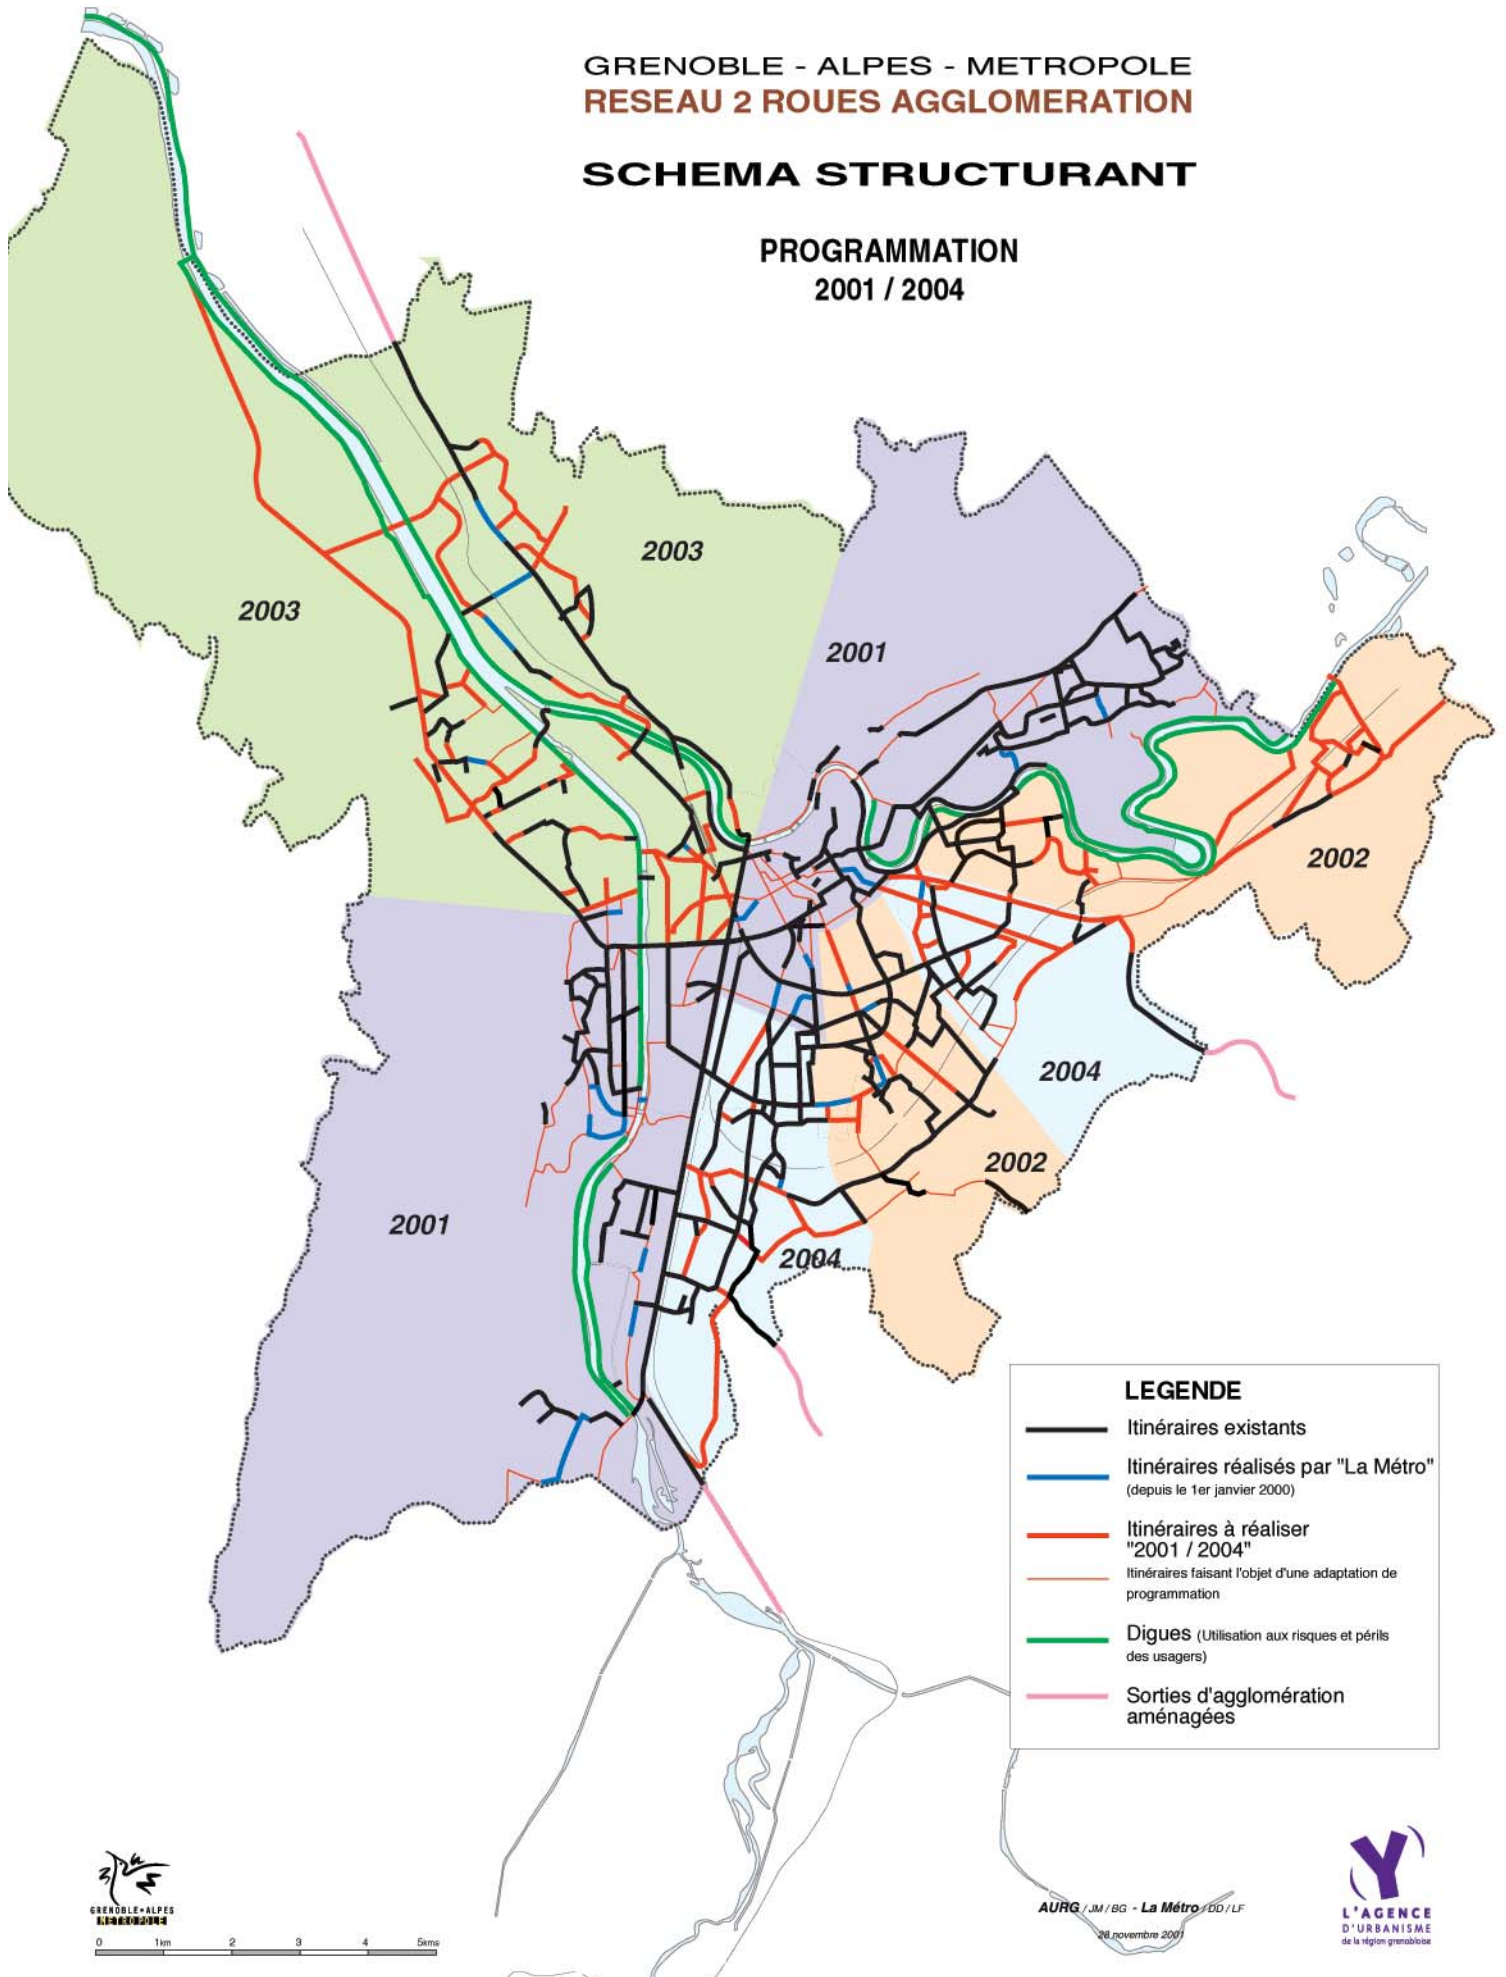 GRENOBLE - ALPES - METROPOLE
RESEAU 2 ROUES AGGLOMERATION
SCHEMA STRUCTURANT
PROGRAMMATION
2001 / 2004
2003
2003
2001
2002
2004
2002
2001
2004
LEGENDE
Itinéraires existants
Itinéraires réalisés par "La Métro"
(depuis le 1er janvier 2000)
Itinéraires à réaliser
"2001 / 2004"
Itinéraires faisant l'objet d'une adaptation de
programmation
Digues (Utilisation aux risques et périls
des usagers)
Sorties d'agglomération
aménagées
GRENOBLE-ALPES
METROPOLE
0 1km 2 3 4 5kms
AURG / JM / BG - La Métro / DD / LF
28 novembre 2001
L'AGENCE
D'URBANISME
de la région grenobloise